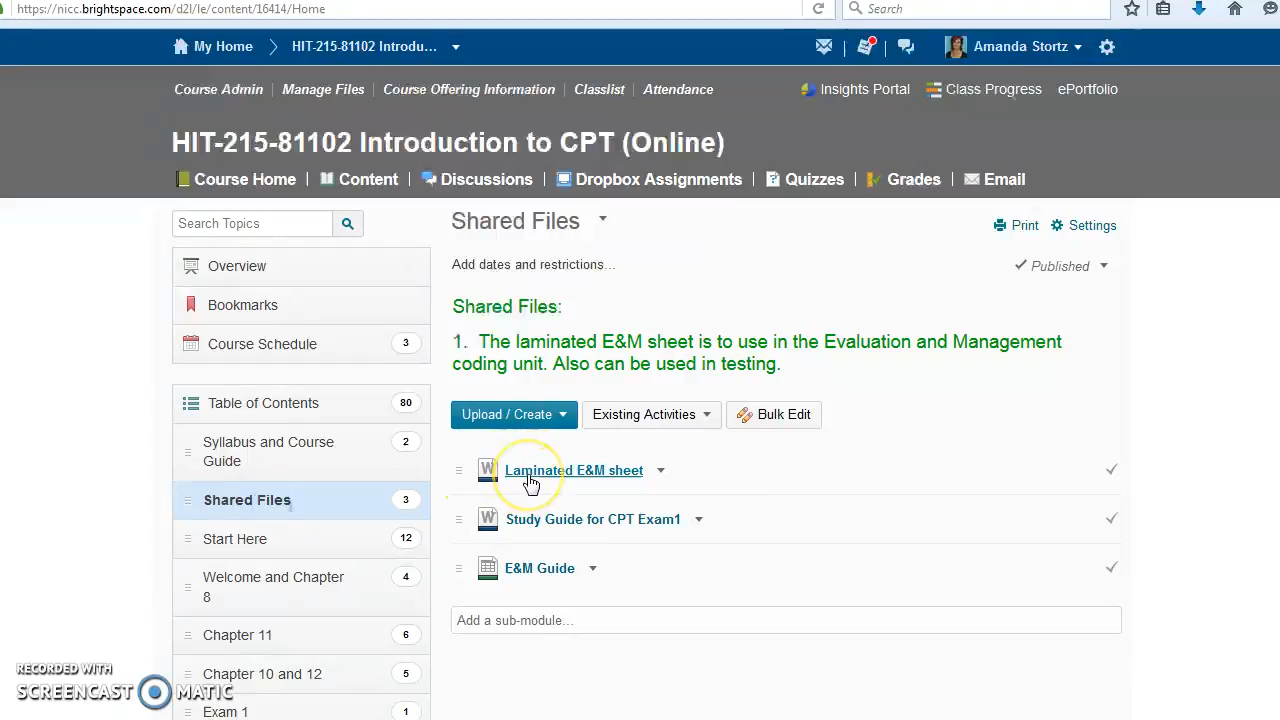 https://nicc.brightspace.com/d2l/le/content/16414/Home
Search
My Home
HIT-215-81102 Introdu...
Amanda Stortz
Course Admin
Manage Files
Course Offering Information
Classlist
Attendance
Insights Portal
Class Progress
ePortfolio
HIT-215-81102 Introduction to CPT (Online)
Course Home
Content
Discussions
Dropbox Assignments
Quizzes
Grades
Email
Search Topics
Overview
Bookmarks
Course Schedule 3
Table of Contents 80
Syllabus and Course
Guide 2
Shared Files 3
Start Here 12
Welcome and Chapter
8 4
Chapter 11 6
Chapter 10 and 12 5
Exam 1 1
Shared Files
Print
Settings
Add dates and restrictions...
Published
Shared Files:
1. The laminated E&M sheet is to use in the Evaluation and Management
coding unit. Also can be used in testing.
Upload / Create
Existing Activities
Bulk Edit
Laminated E&M sheet
Study Guide for CPT Exam1
E&M Guide
Add a sub-module...
RECORDED WITH
SCREENCAST MATIC